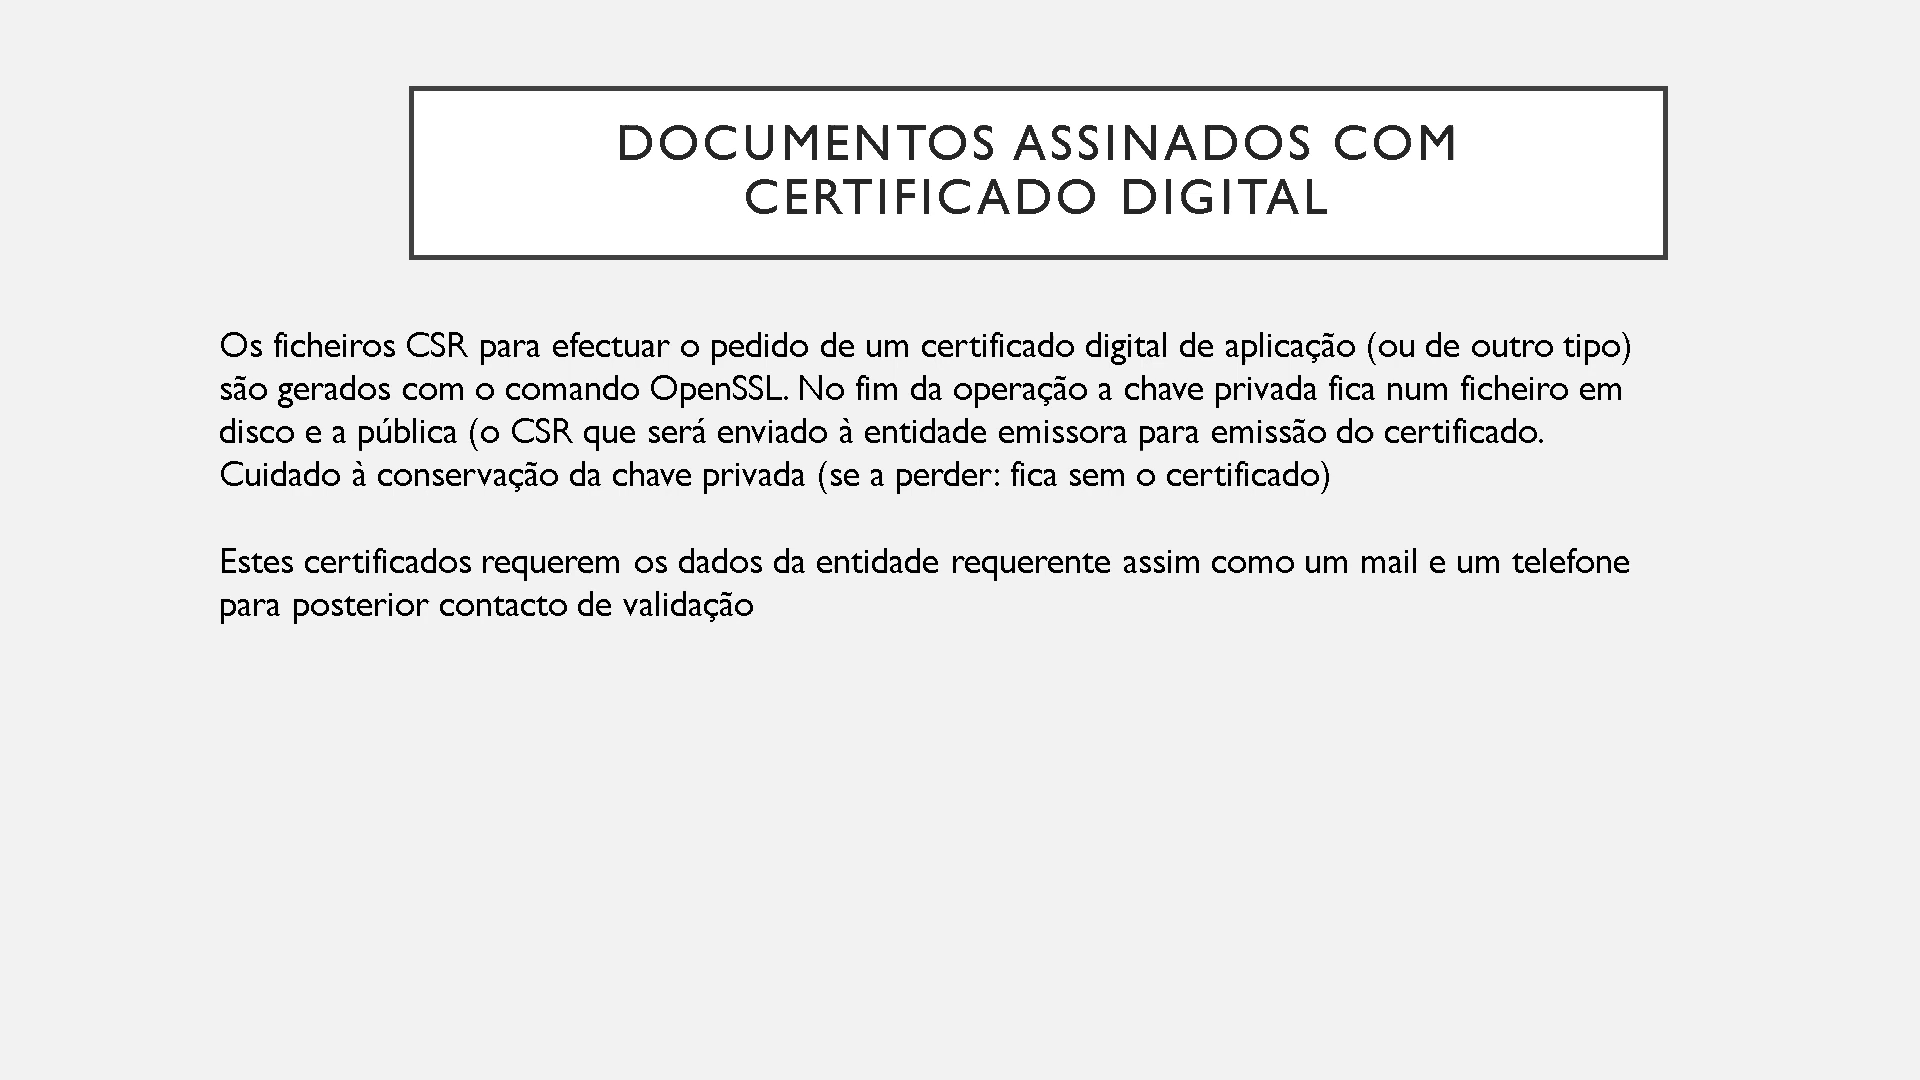 DOCUMENTOS ASSINADOS COM
CERTIFICADO DIGITAL
Os ficheiros CSR para efectuar o pedido de um certificado digital de aplicação (ou de outro tipo)
são gerados com o comando OpenSSL. No fim da operação a chave privada fica num ficheiro em
disco e a pública (o CSR que será enviado à entidade emissora para emissão do certificado.
Cuidado à conservação da chave privada (se a perder: fica sem o certificado)
Estes certificados requerem os dados da entidade requerente assim como um mail e um telefone
para posterior contacto de validação